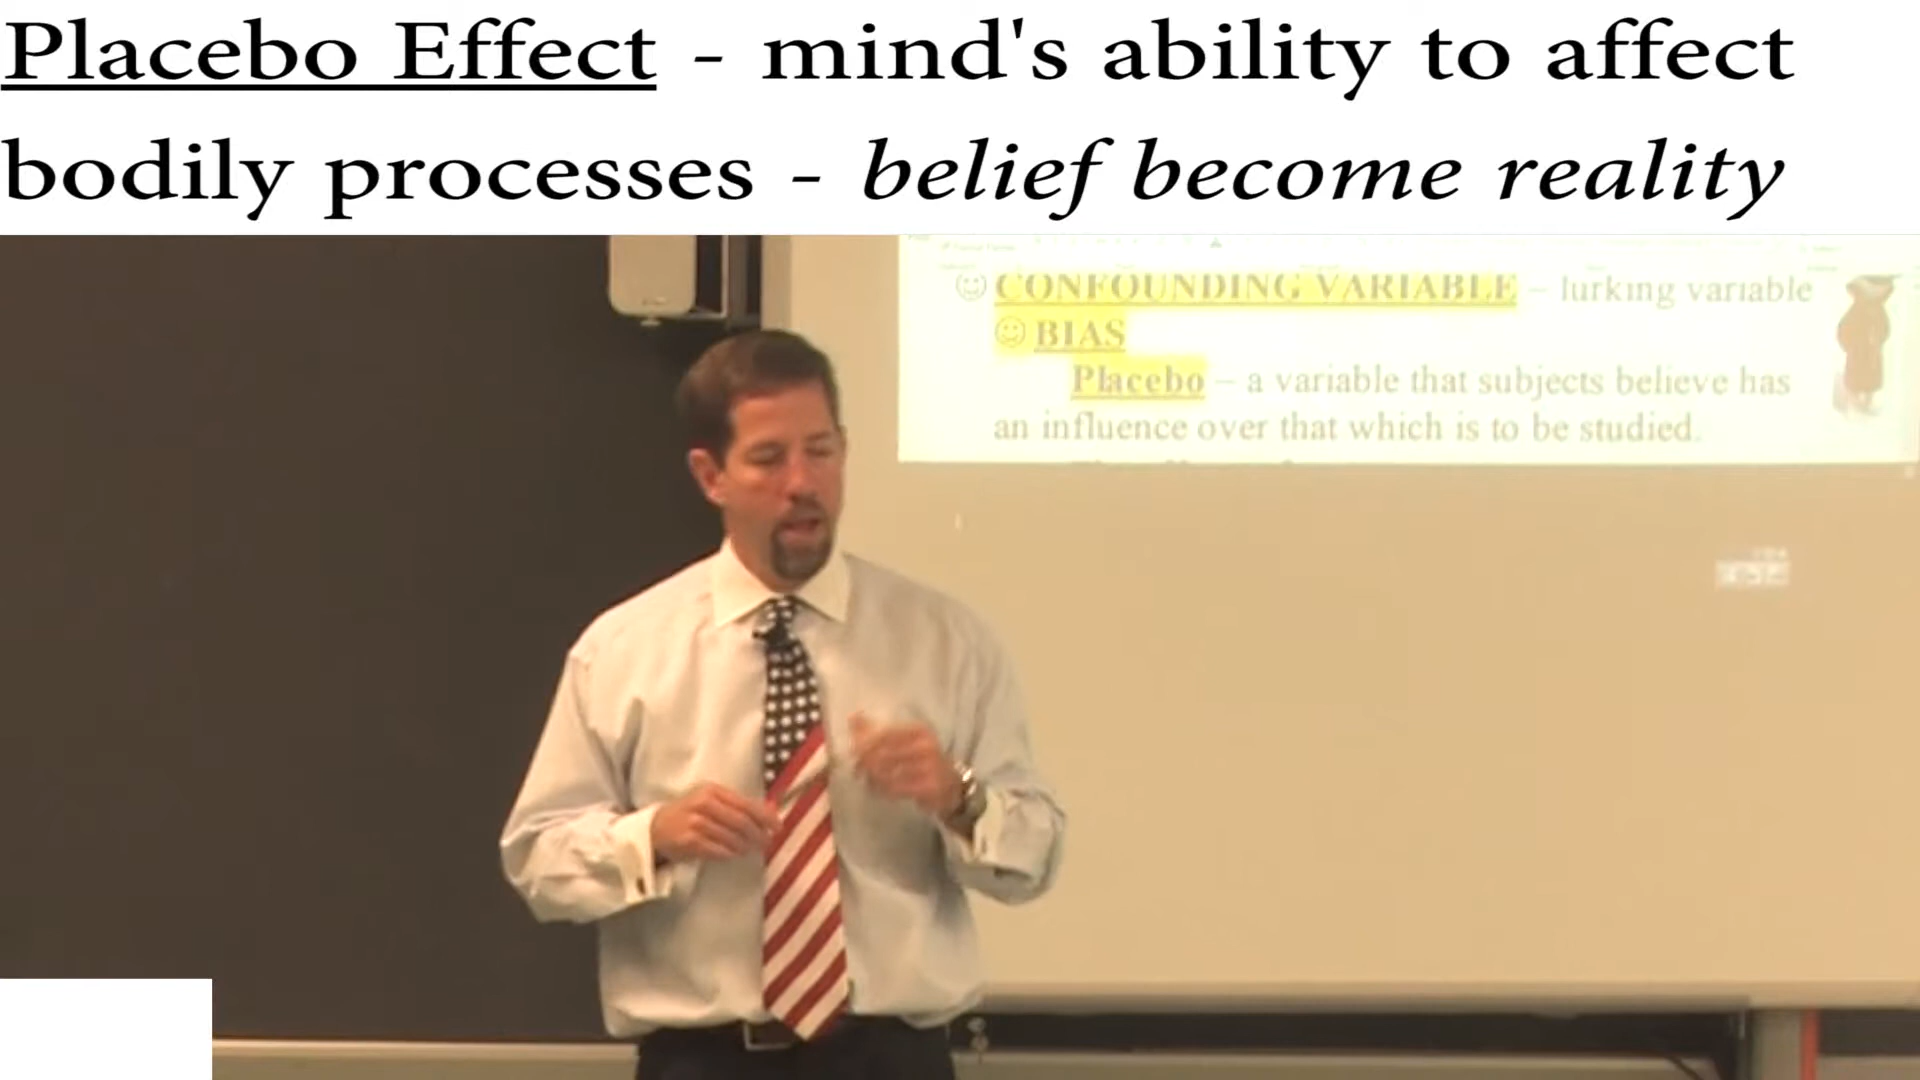 Placebo Effect - mind's ability to affect
bodily processes - belief become reality
CONFOUNDING VARIABLE – lurking variable
BIAS
Placebo – a variable that subjects believe has
an influence over that which is to be studied.